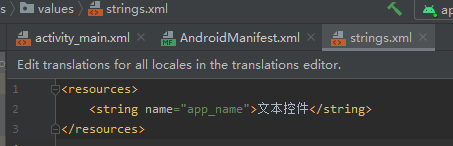 values
strings.xml
ap
activity_main.xml
AndroidManifest.xml
strings.xml
Edit translations for all locales in the translations editor.
1 <resources>
2 <string name="app_name">文本控件</string>
3 </resources>